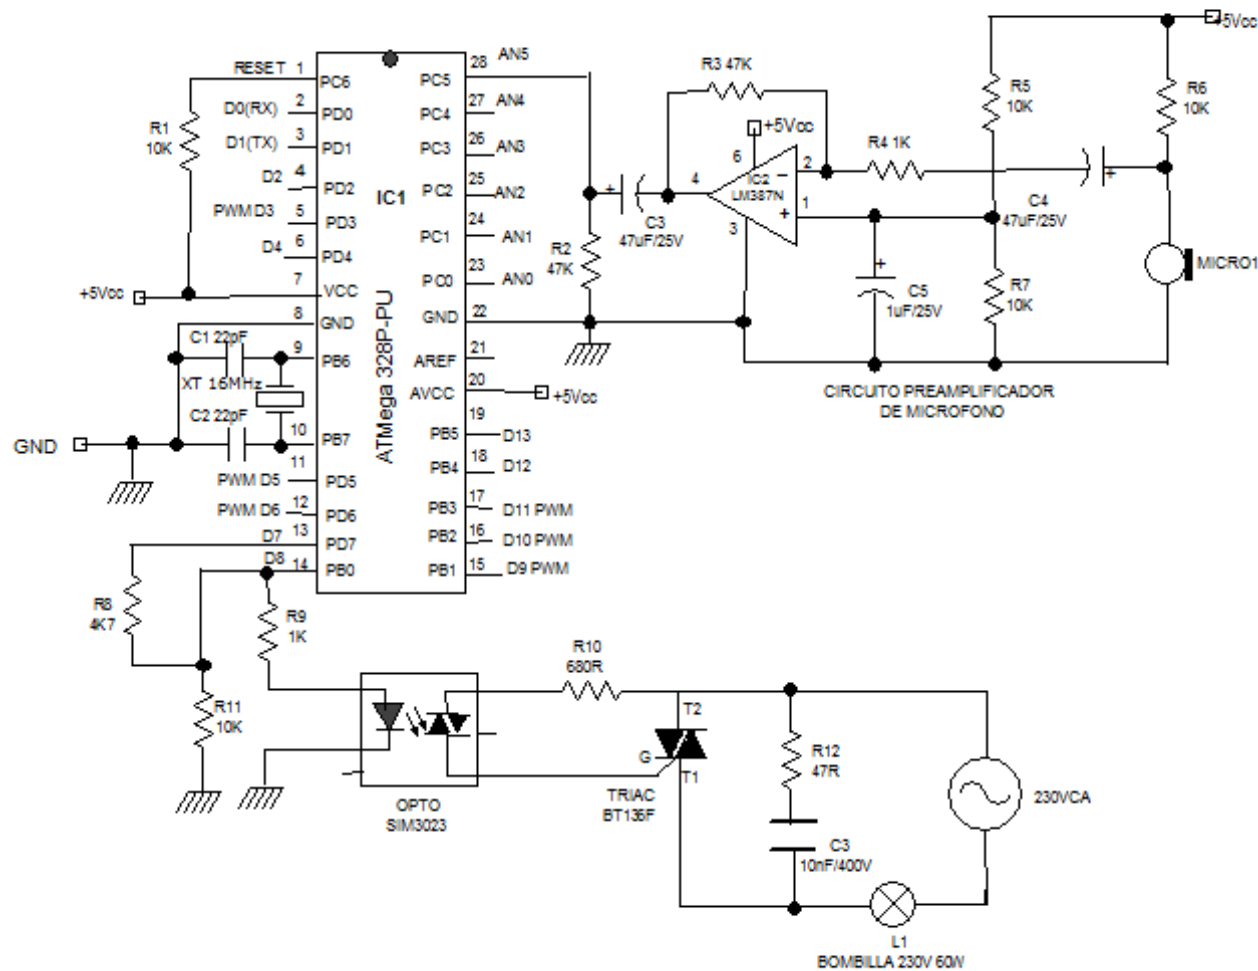 RESET 1
PC6
D0(RX) 2
PD0
D1(TX) 3
PD1
D2 4
PD2
PWM D3 5
PD3
D4 6
PD4
+5Vcc
7
VCC
8
GND
C1 22pF
9
PB6
XT 16MHz
C2 22pF
10
PB7
GND
11
PWM D5
PD5
PWM D6 12
PD6
D7 13
PD7
D8 14
PB0
R1
10K
IC1
ATMega 328P-PU
PC5 28 AN5
PC4 27 AN4
PC3 26 AN3
PC2 25 AN2
PC1 24 AN1
PC0 23 AN0
GND 22
AREF 21
AVCC 20
+5Vcc
19
PB5 D13
PB4 18 D12
PB3 17 D11 PWM
PB2 16 D10 PWM
PB1 15 D9 PWM
R2
47K
+
C3
47uF/25V
R3 47K
+5Vcc
6
4
IC2
LM387N
2
−
1
+
3
R4 1K
R5
10K
R6
10K
+5Vcc
C4
+
47uF/25V
+
C5
1uF/25V
R7
10K
MICRO1
CIRCUITO PREAMPLIFICADOR
DE MICROFONO
R8
4K7
R9
1K
R11
10K
OPTO
SIM3023
R10
680R
T2
G
T1
TRIAC
BT136F
R12
47R
C3
10nF/400V
230VCA
L1
BOMBILLA 230V 60W